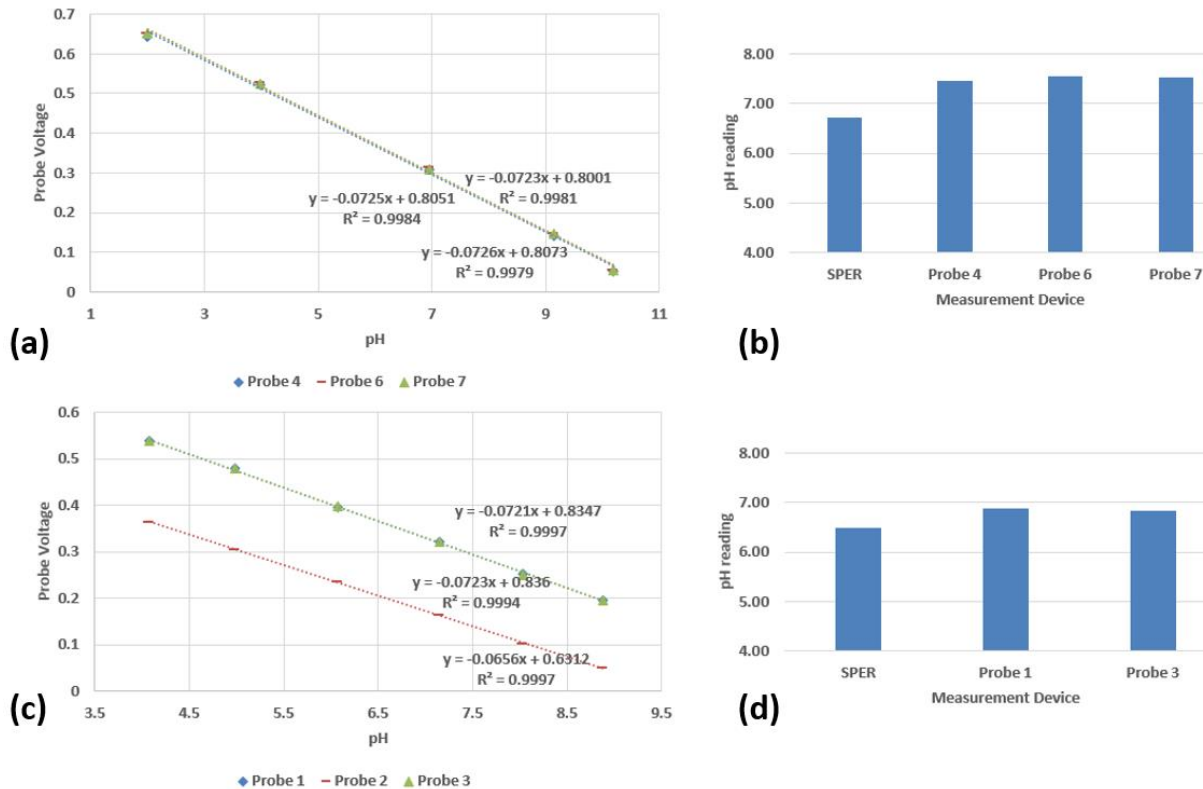 0.7
0.6
0.5
0.4
0.3
0.2
0.1
0
Probe Voltage
y = -0.0723x + 0.8001
R² = 0.9981
y = -0.0725x + 0.8051
R² = 0.9984
y = -0.0726x + 0.8073
R² = 0.9979
1 3 5 7 9 11
pH
(a)
Probe 4 Probe 6 Probe 7
8.00
7.00
6.00
5.00
4.00
pH reading
SPER Probe 4 Probe 6 Probe 7
Measurement Device
(b)
0.6
0.5
0.4
0.3
0.2
0.1
0
Probe Voltage
y = -0.0721x + 0.8347
R² = 0.9997
y = -0.0723x + 0.836
R² = 0.9994
y = -0.0656x + 0.6312
R² = 0.9997
3.5 4.5 5.5 6.5 7.5 8.5 9.5
pH
(c)
Probe 1 Probe 2 Probe 3
8.00
7.00
6.00
5.00
4.00
pH reading
SPER Probe 1 Probe 3
Measurement Device
(d)